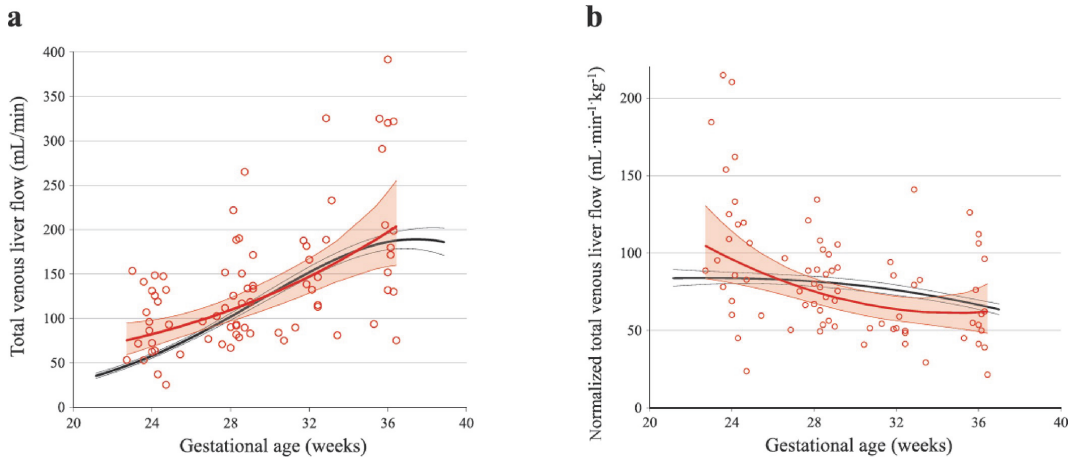 a
Total venous liver flow (mL/min)
400
350
300
250
200
150
100
50
0
20 24 28 32 36 40
Gestational age (weeks)
b
Normalized total venous liver flow (mL·min⁻¹·kg⁻¹)
200
150
100
50
0
20 24 28 32 36 40
Gestational age (weeks)